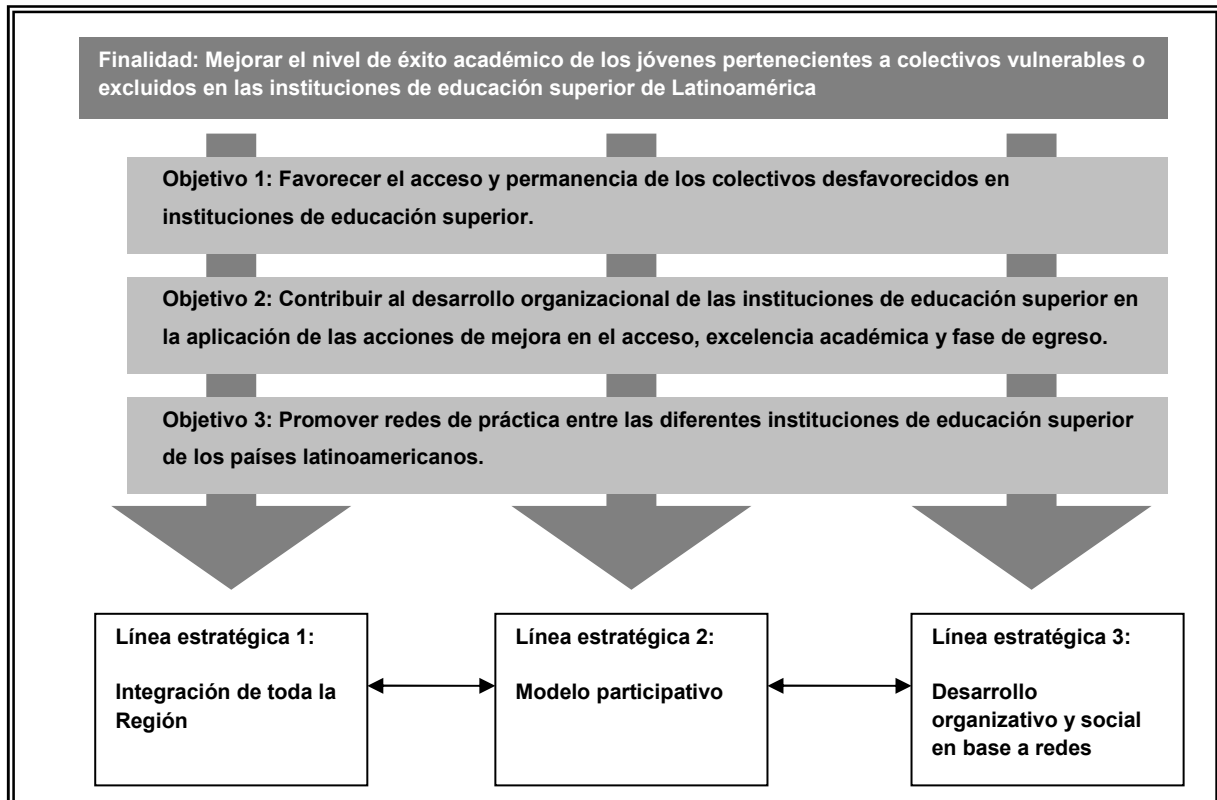 Finalidad: Mejorar el nivel de éxito académico de los jóvenes pertenecientes a colectivos vulnerables o
excluidos en las instituciones de educación superior de Latinoamérica
Objetivo 1: Favorecer el acceso y permanencia de los colectivos desfavorecidos en
instituciones de educación superior.
Objetivo 2: Contribuir al desarrollo organizacional de las instituciones de educación superior en
la aplicación de las acciones de mejora en el acceso, excelencia académica y fase de egreso.
Objetivo 3: Promover redes de práctica entre las diferentes instituciones de educación superior
de los países latinoamericanos.
Línea estratégica 1:
Integración de toda la
Región
Línea estratégica 2:
Modelo participativo
Línea estratégica 3:
Desarrollo
organizativo y social
en base a redes